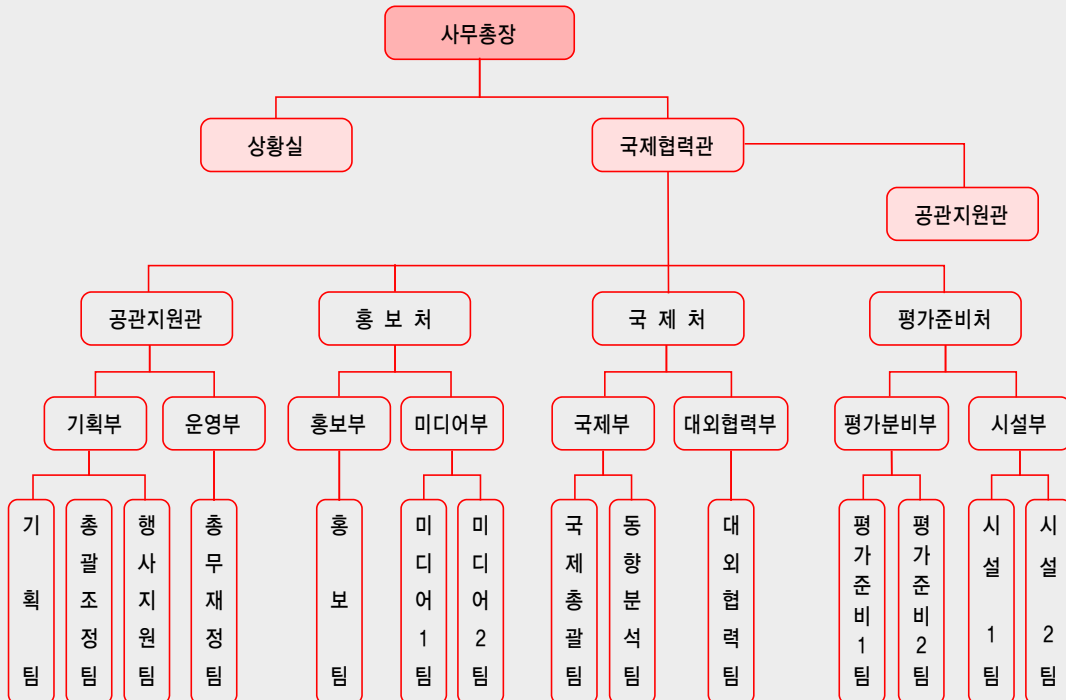 사무총장
상황실
국제협력관
공관지원관
공관지원관
홍 보 처
국 제 처
평가준비처
기획부
운영부
홍보부
미디어부
국제부
대외협력부
평가분비부
시설부
기획팀
총괄조정팀
행사지원팀
총무재정팀
홍보팀
미디어1팀
미디어2팀
국제총괄팀
동향분석팀
대외협력팀
평가준비1팀
평가준비2팀
시설1팀
시설2팀